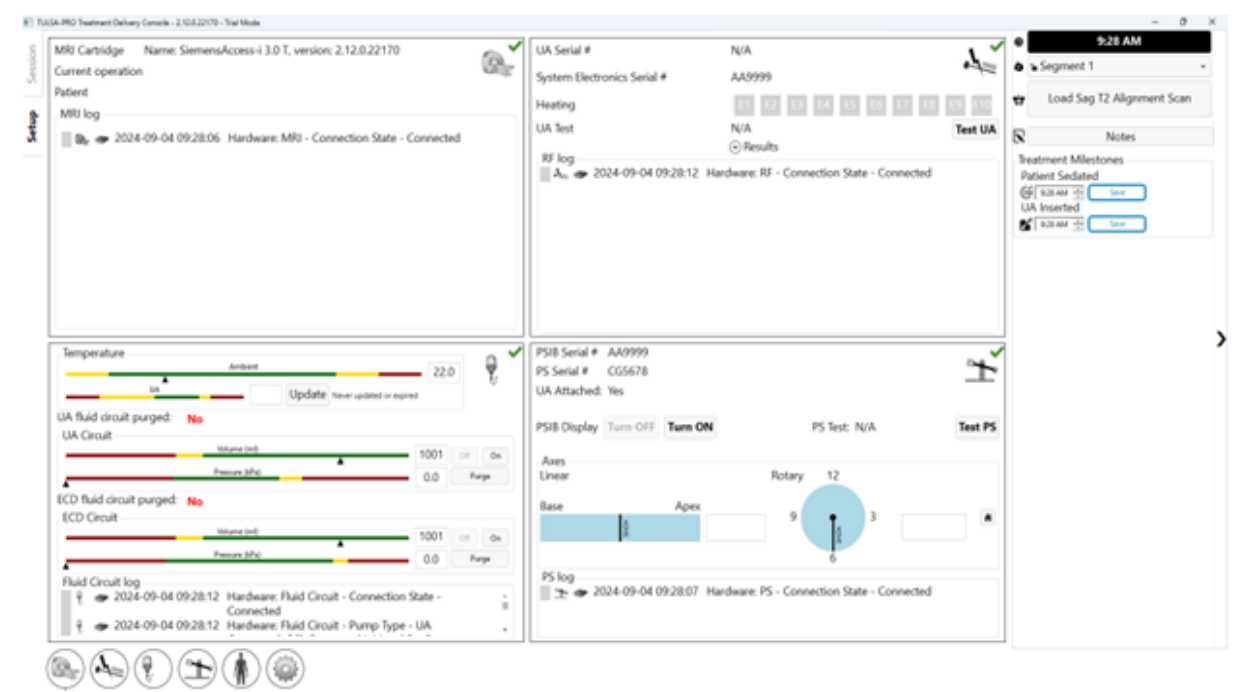 TULSA-PRO Treatment Delivery Console - 2.12.0.22170 - Trial Mode
Session
Setup
MRI Cartridge Name: SiemensAccess-i 3.0 T, version: 2.12.0.22170
Current operation
Patient
MRI log
2024-09-04 09:28:06 Hardware: MRI - Connection State - Connected
UA Serial # N/A
System Electronics Serial # AA9999
Heating E1 E2 E3 E4 E5 E6 E7 E8 E9 E10
UA Test N/A Test UA
Results
RF log
2024-09-04 09:28:12 Hardware: RF - Connection State - Connected
Temperature
Ambient
22.0
UA
Update Never updated or expired
UA fluid circuit purged: No
UA Circuit
Volume (ml)
1001 Off On
Pressure (kPa)
0.0 Purge
ECD fluid circuit purged: No
ECD Circuit
Volume (ml)
1001 Off On
Pressure (kPa)
0.0 Purge
Fluid Circuit log
2024-09-04 09:28:12 Hardware: Fluid Circuit - Connection State -
Connected
2024-09-04 09:28:12 Hardware: Fluid Circuit - Pump Type - UA
PSIB Serial # AA9999
PS Serial # CG5678
UA Attached: Yes
PSIB Display Turn OFF Turn ON PS Test: N/A Test PS
Axes
Linear Rotary 12
Base Apex
9 3
6
PS log
2024-09-04 09:28:07 Hardware: PS - Connection State - Connected
9:28 AM
Segment 1
Load Sag T2 Alignment Scan
Notes
Treatment Milestones
Patient Sedated
9:28 AM Save
UA Inserted
9:28 AM Save